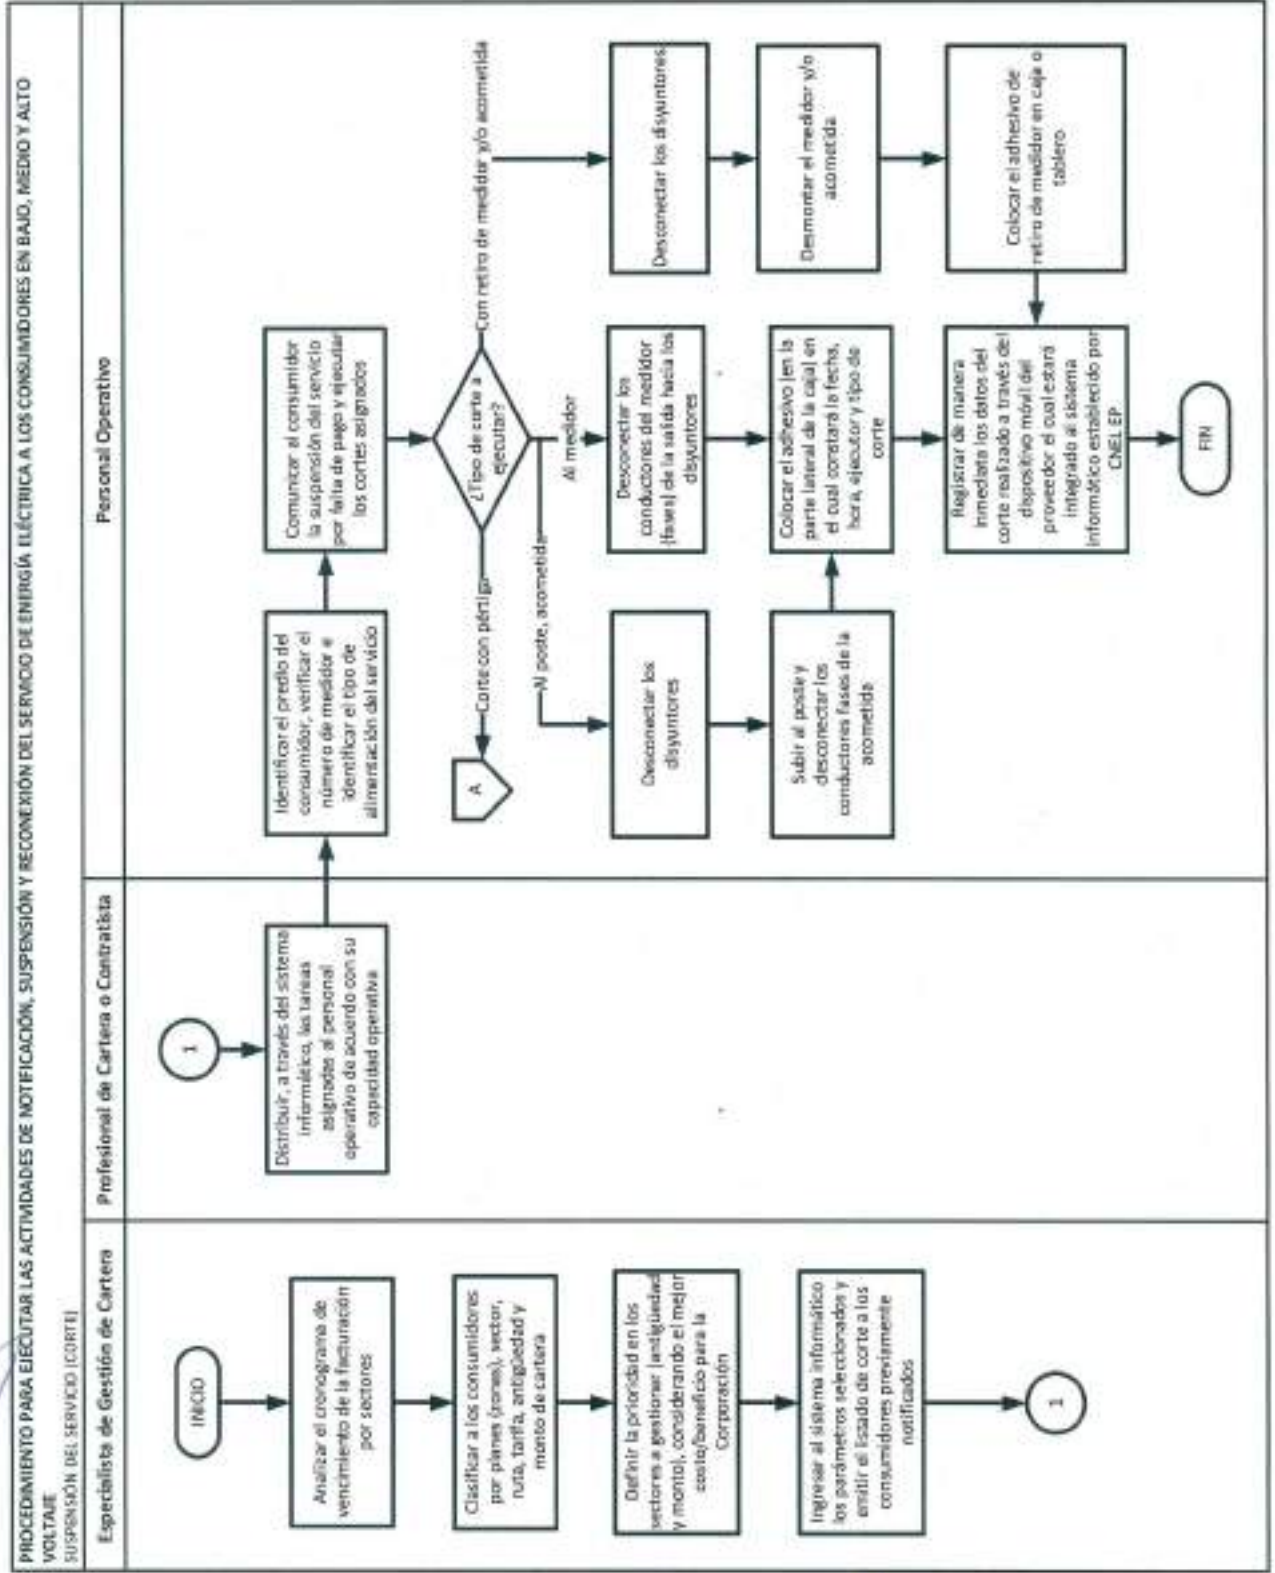 PROCEDIMIENTO PARA EJECUTAR LAS ACTIVIDADES DE NOTIFICACIÓN, SUSPENSIÓN Y RECONEXIÓN DEL SERVICIO DE ENERGÍA ELÉCTRICA A LOS CONSUMIDORES EN BAJO, MEDIO Y ALTO
VOLTAJE
SUSPENSIÓN DEL SERVICIO (CORTE)
Especialista de Gestión de Cartera
INICIO
Analizar el cronograma de
vencimiento de la facturación
por sectores
Clasificar a los consumidores
por planes (zonas), sector,
ruta, tarifa, antigüedad y
monto de cartera
Definir la prioridad en los
sectores a gestionar (antigüedad
y monto), considerando el mejor
costo/beneficio para la
Corporación
Ingresar al sistema informático
los parámetros seleccionados y
emitir el listado de corte a los
consumidores previamente
notificados
1
Profesional de Cartera o Contratista
1
Distribuir, a través del sistema
informático, las tareas
asignadas al personal
operativo de acuerdo con su
capacidad operativa
Personal Operativo
Identificar el predio del
consumidor, verificar el
número de medidor e
identificar el tipo de
alimentación del servicio
Comunicar al consumidor
la suspensión del servicio
por falta de pago y ejecutar
los cortes asignados
¿Tipo de corte a
ejecutar?
Corte con pértiga
A
Al poste, acometida
Desconectar los
disyuntores
Subir al poste y
desconectar los
conductores fases de la
acometida
Al medidor
Desconectar los
conductores del medidor
(fases) de la salida hacia los
disyuntores
Colocar el adhesivo (en la
parte lateral de la caja) en
el cual constará la fecha,
hora, ejecutor y tipo de
corte
Con retiro de medidor y/o acometida
Desconectar los disyuntores
Desmontar el medidor y/o
acometida
Colocar el adhesivo de
retiro de medidor en caja o
tablero
Registrar de manera
inmediata los datos del
corte realizado a través del
dispositivo móvil del
proveedor el cual estará
integrado al sistema
informático establecido por
CNEL EP
FIN